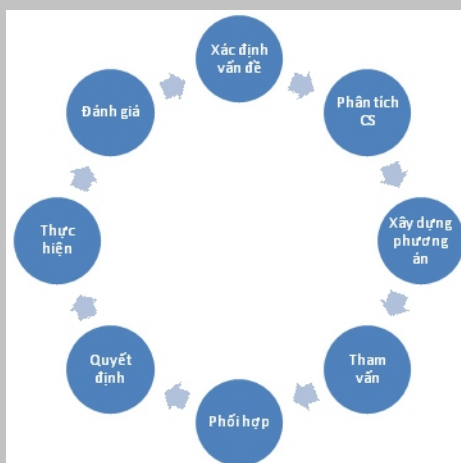 Xác định
vấn đề
Phân tích
CS
Xây dựng
phương
án
Tham
vấn
Phối hợp
Quyết
định
Thực
hiện
Đánh giá